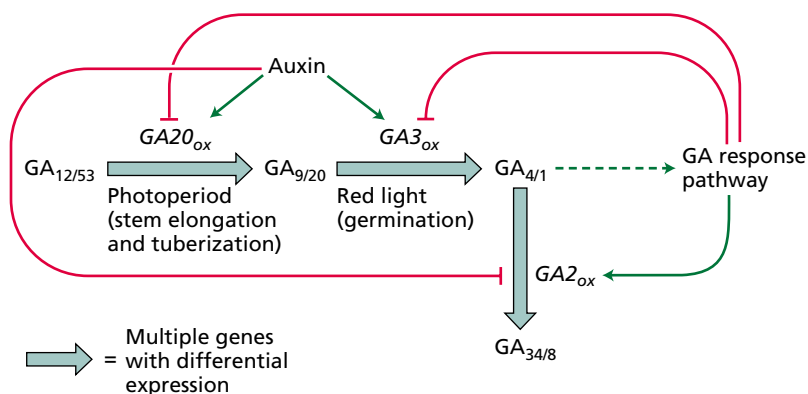 Auxin
GA20ox
GA3ox
GA12/53
GA9/20
GA4/1
GA response
pathway
Photoperiod
(stem elongation
and tuberization)
Red light
(germination)
GA2ox
GA34/8
= Multiple genes
with differential
expression